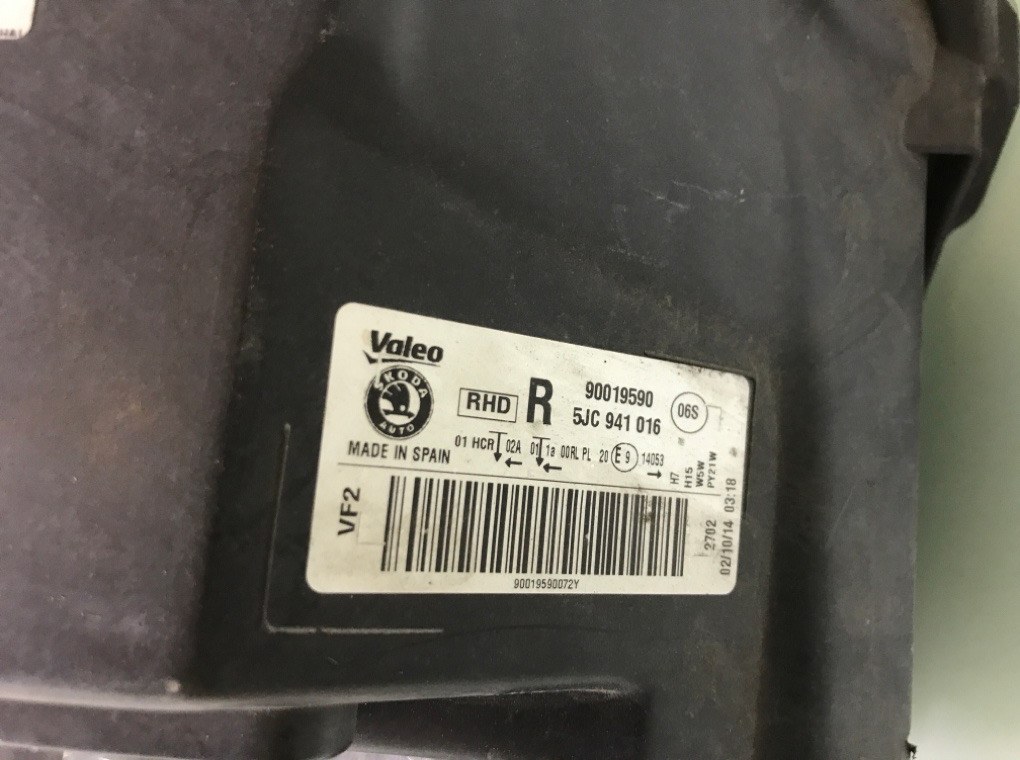 Valeo
ŠKODA
AUTO
MADE IN SPAIN
RHD R
90019590
5JC 941 016
06S
01 HCR 02A 01 1a 00RL PL 20 E9 14053
H7
H15
W5W
PY21W
VF2
90019590072Y
2702
02/10/14 03:18